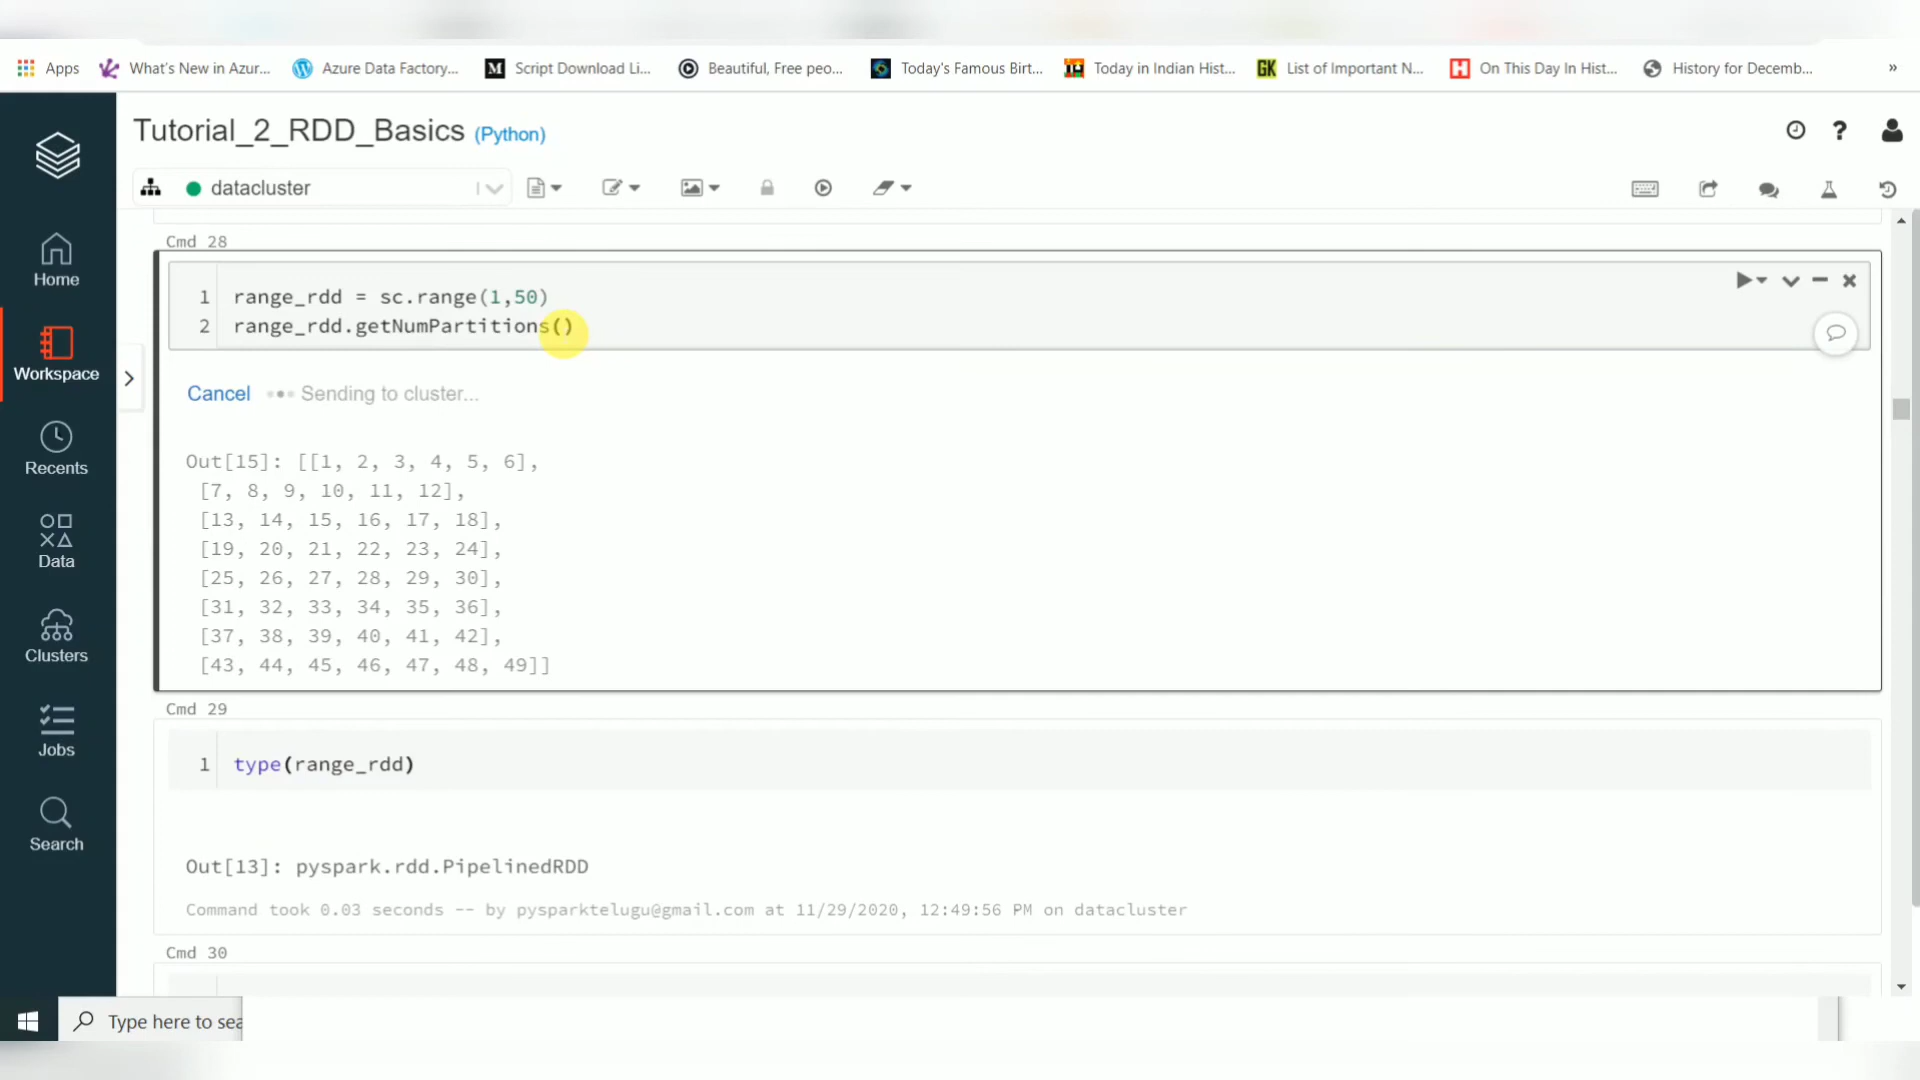 Apps What's New in Azur... Azure Data Factory... Script Download Li... Beautiful, Free peo... Today's Famous Birt... Today in Indian Hist... GK List of Important N... On This Day In Hist... History for Decemb... »
Tutorial_2_RDD_Basics (Python)
datacluster
Home
Workspace
Recents
Data
Clusters
Jobs
Search
Cmd 28
1 range_rdd = sc.range(1,50)
2 range_rdd.getNumPartitions()
Cancel Sending to cluster...
Out[15]: [[1, 2, 3, 4, 5, 6],
[7, 8, 9, 10, 11, 12],
[13, 14, 15, 16, 17, 18],
[19, 20, 21, 22, 23, 24],
[25, 26, 27, 28, 29, 30],
[31, 32, 33, 34, 35, 36],
[37, 38, 39, 40, 41, 42],
[43, 44, 45, 46, 47, 48, 49]]
Cmd 29
1 type(range_rdd)
Out[13]: pyspark.rdd.PipelinedRDD
Command took 0.03 seconds -- by pysparktelugu@gmail.com at 11/29/2020, 12:49:56 PM on datacluster
Cmd 30
Type here to sea